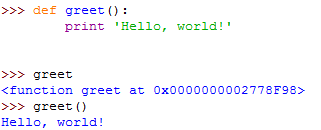 >>> def greet():
        print 'Hello, world!'
>>> greet
<function greet at 0x0000000002778F98>
>>> greet()
Hello, world!